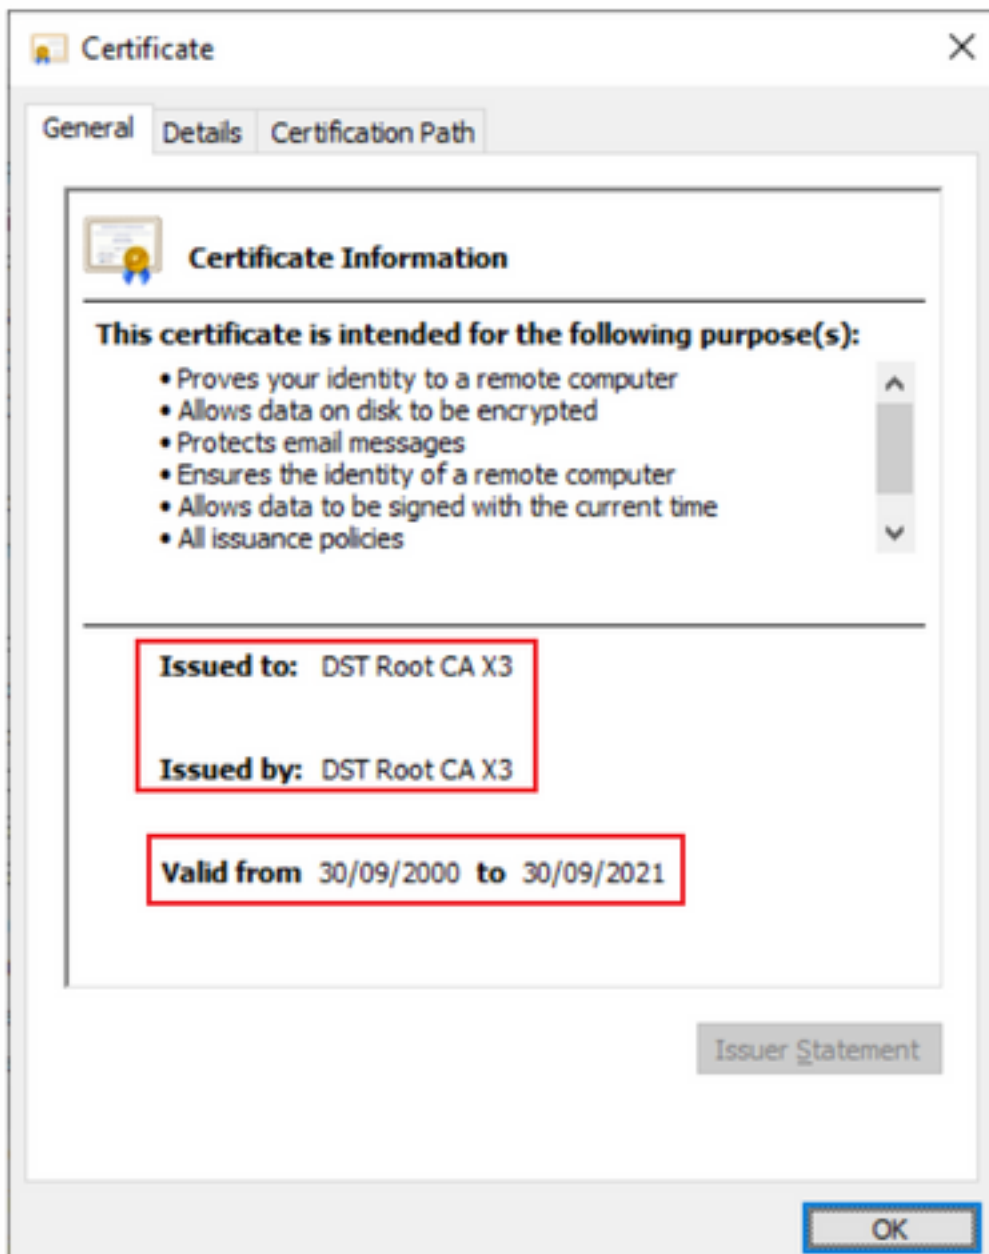 Certificate
General Details Certification Path
Certificate Information
This certificate is intended for the following purpose(s):
• Proves your identity to a remote computer
• Allows data on disk to be encrypted
• Protects email messages
• Ensures the identity of a remote computer
• Allows data to be signed with the current time
• All issuance policies
Issued to: DST Root CA X3
Issued by: DST Root CA X3
Valid from 30/09/2000 to 30/09/2021
Issuer Statement
OK